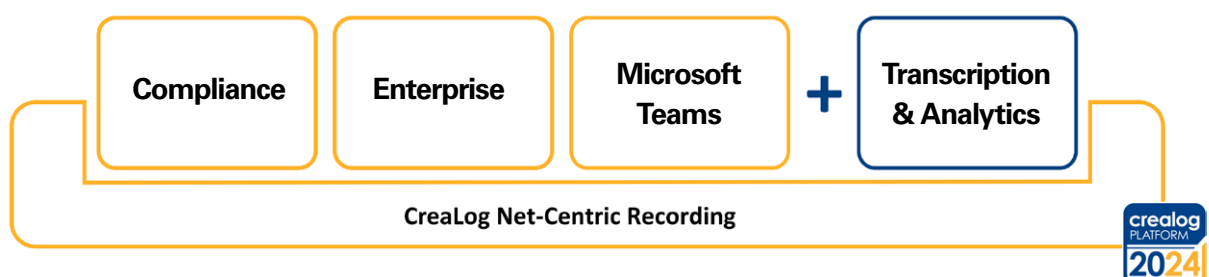 Compliance
Enterprise
Microsoft
Teams
+
Transcription
& Analytics
CreaLog Net-Centric Recording
crealog
PLATFORM
2024